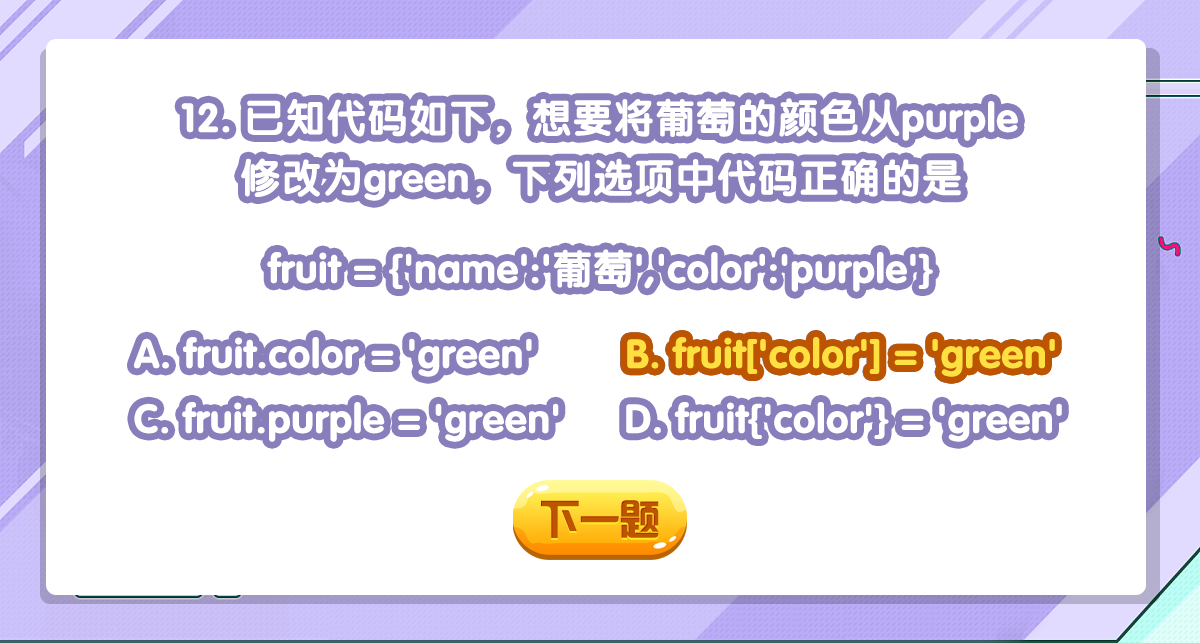 12. 已知代码如下，想要将葡萄的颜色从purple
修改为green，下列选项中代码正确的是
fruit = {'name':'葡萄','color':'purple'}
A. fruit.color = 'green'
B. fruit['color'] = 'green'
C. fruit.purple = 'green'
D. fruit{'color'} = 'green'
下一题